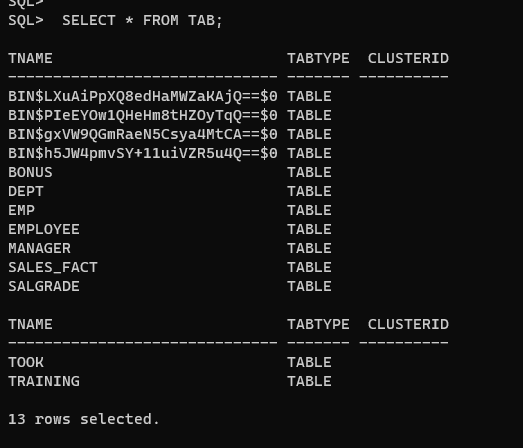 SQL>
SQL>  SELECT * FROM TAB;
TNAME                          TABTYPE  CLUSTERID
------------------------------ ------- ----------
BIN$LXuAiPpXQ8edHaMWZaKAjQ==$0 TABLE
BIN$PIeEYOw1QHeHm8tHZOyTqQ==$0 TABLE
BIN$gxVW9QGmRaeN5Csya4MtCA==$0 TABLE
BIN$h5JW4pmvSY+11uiVZR5u4Q==$0 TABLE
BONUS                          TABLE
DEPT                           TABLE
EMP                            TABLE
EMPLOYEE                       TABLE
MANAGER                        TABLE
SALES_FACT                     TABLE
SALGRADE                       TABLE
TNAME                          TABTYPE  CLUSTERID
------------------------------ ------- ----------
TOOK                           TABLE
TRAINING                       TABLE
13 rows selected.